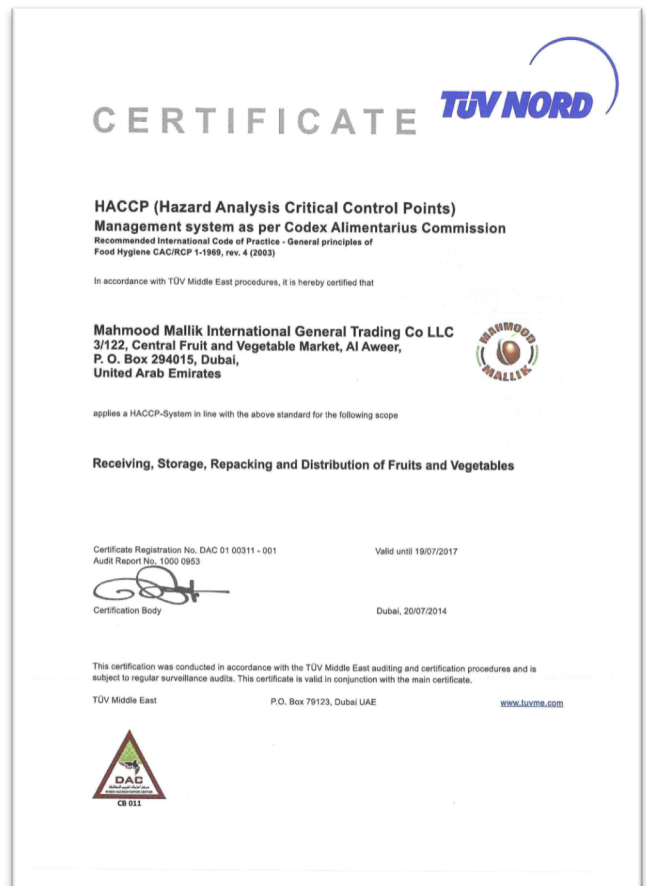 CERTIFICATE
TÜV NORD
HACCP (Hazard Analysis Critical Control Points)
Management system as per Codex Alimentarius Commission
Recommended International Code of Practice - General principles of
Food Hygiene CAC/RCP 1-1969, rev. 4 (2003)
In accordance with TÜV Middle East procedures, it is hereby certified that
Mahmood Mallik International General Trading Co LLC
3/122, Central Fruit and Vegetable Market, Al Aweer,
P. O. Box 294015, Dubai,
United Arab Emirates
MAHMOOD
MALLIK
applies a HACCP-System in line with the above standard for the following scope
Receiving, Storage, Repacking and Distribution of Fruits and Vegetables
Certificate Registration No. DAC 01 00311 - 001
Audit Report No. 1000 0953
Valid until 19/07/2017
Certification Body
Dubai, 20/07/2014
This certification was conducted in accordance with the TÜV Middle East auditing and certification procedures and is
subject to regular surveillance audits. This certificate is valid in conjunction with the main certificate.
TÜV Middle East
P.O. Box 79123, Dubai UAE
www.tuvme.com
DAC
CB 011